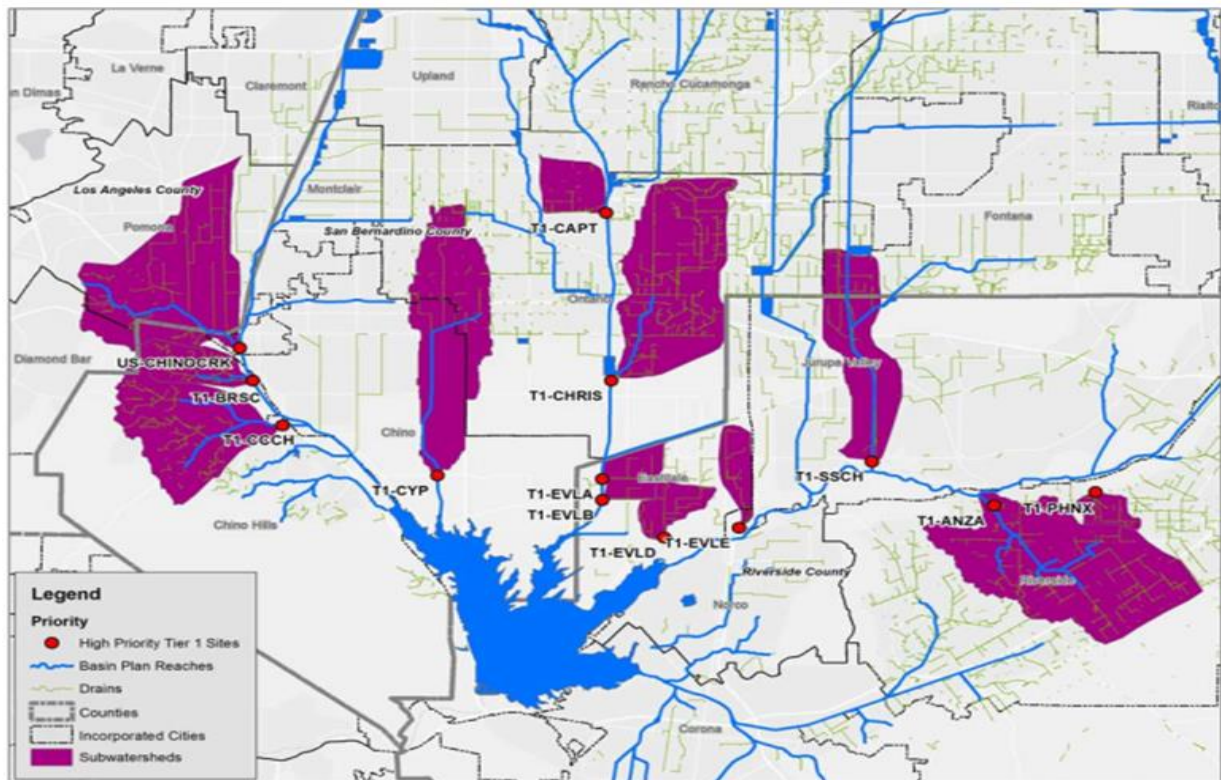 La Verne
Upland
Rancho Cucamonga
Claremont
San Dimas
Rialto
Los Angeles County
Montclair
Pomona
San Bernardino County
T1-CAPT
Fontana
Ontario
Diamond Bar
US-CHINOCRK
Jurupa Valley
T1-BRSC
T1-CHRIS
T1-CCCH
Chino
T1-CYP
T1-SSCH
T1-EVLA
T1-EVLB
Chino Hills
T1-ANZA
T1-PHNX
T1-EVLD
T1-EVLE
Riverside County
Riverside
Norco
Corona
Legend
Priority
High Priority Tier 1 Sites
Basin Plan Reaches
Drains
Counties
Incorporated Cities
Subwatersheds